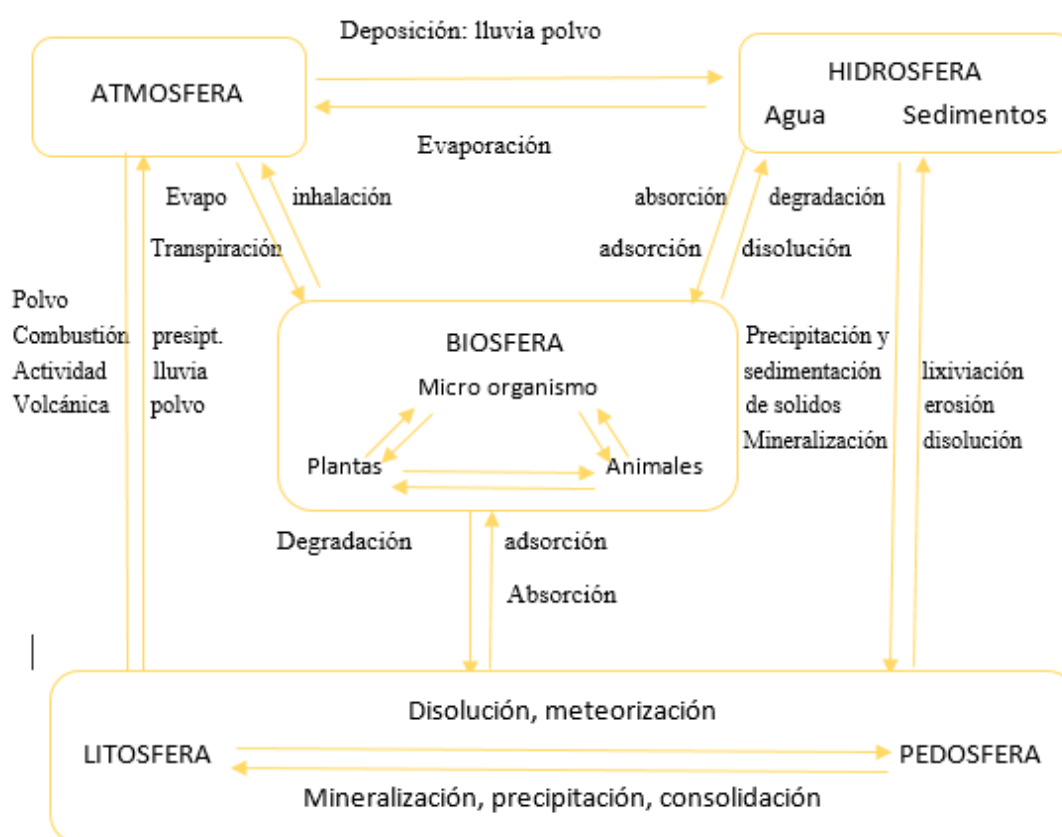 Deposición: lluvia polvo
ATMOSFERA
HIDROSFERA
Agua Sedimentos
Evaporación
Evapo inhalación
Transpiración
absorción degradación
adsorción disolución
Polvo
Combustión presipt.
Actividad lluvia
Volcánica polvo
BIOSFERA
Micro organismo
Plantas Animales
Precipitación y
sedimentación lixiviación
de solidos erosión
Mineralización disolución
Degradación adsorción
Absorción
Disolución, meteorización
LITOSFERA PEDOSFERA
Mineralización, precipitación, consolidación